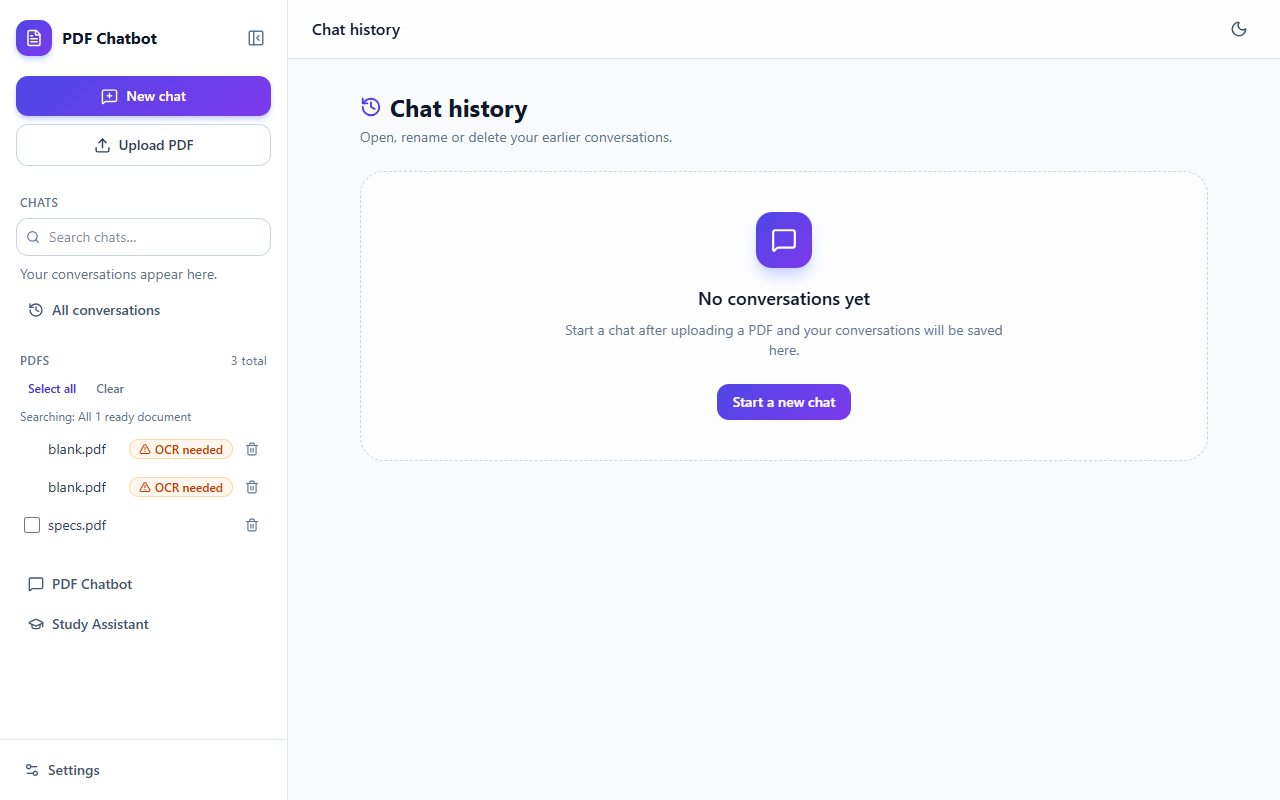 PDF Chatbot
New chat
Upload PDF
CHATS
Search chats...
Your conversations appear here.
All conversations
PDFS 3 total
Select all Clear
Searching: All 1 ready document
blank.pdf OCR needed
blank.pdf OCR needed
specs.pdf
PDF Chatbot
Study Assistant
Settings
Chat history
Chat history
Open, rename or delete your earlier conversations.
No conversations yet
Start a chat after uploading a PDF and your conversations will be saved
here.
Start a new chat